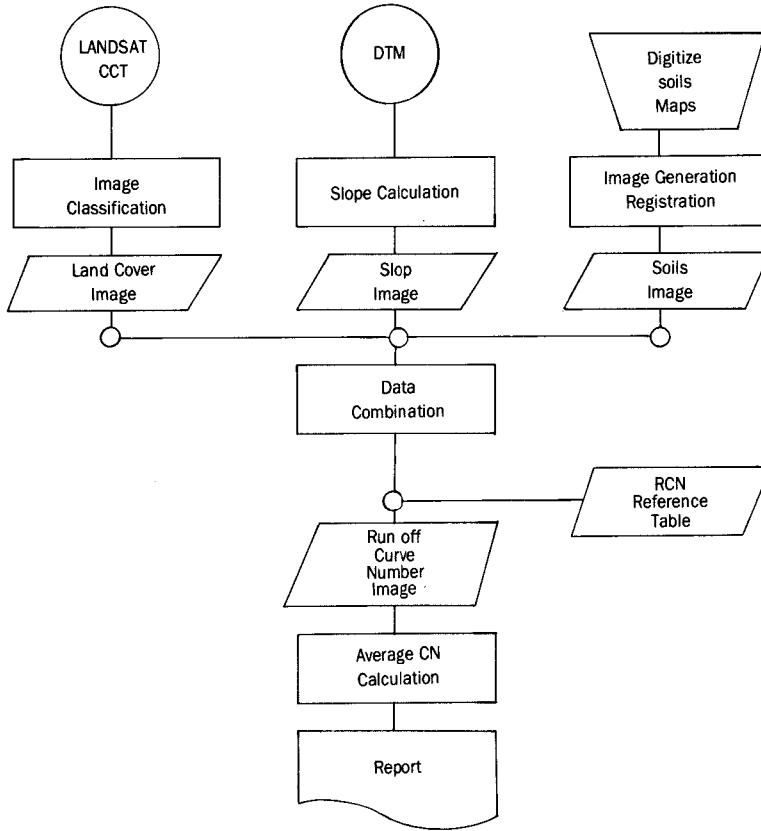 LANDSAT
CCT
DTM
Digitize
soils
Maps
Image
Classification
Slope Calculation
Image Generation
Registration
Land Cover
Image
Slop
Image
Soils
Image
Data
Combination
RCN
Reference
Table
Run off
Curve
Number
Image
Average CN
Calculation
Report